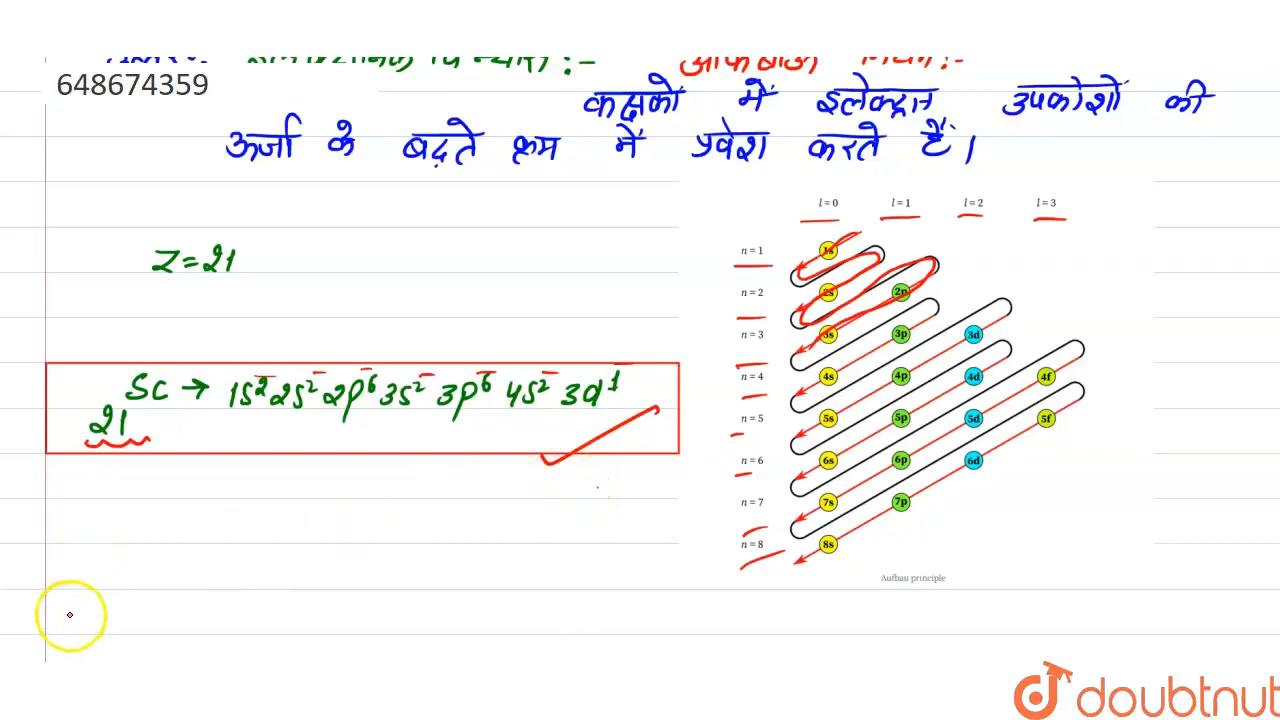 648674359
कक्षकों में इलेक्ट्रान उपकोशों की
ऊर्जा के बढ़ते क्रम में प्रवेश करते हैं।
Z=21
Sc → 1s² 2s² 2p⁶ 3s² 3p⁶ 4s² 3d¹
21
l = 0 l = 1 l = 2 l = 3
n = 1 1s
n = 2 2s 2p
n = 3 3s 3p 3d
n = 4 4s 4p 4d 4f
n = 5 5s 5p 5d 5f
n = 6 6s 6p 6d
n = 7 7s 7p
n = 8 8s
Aufbau principle
doubtnut